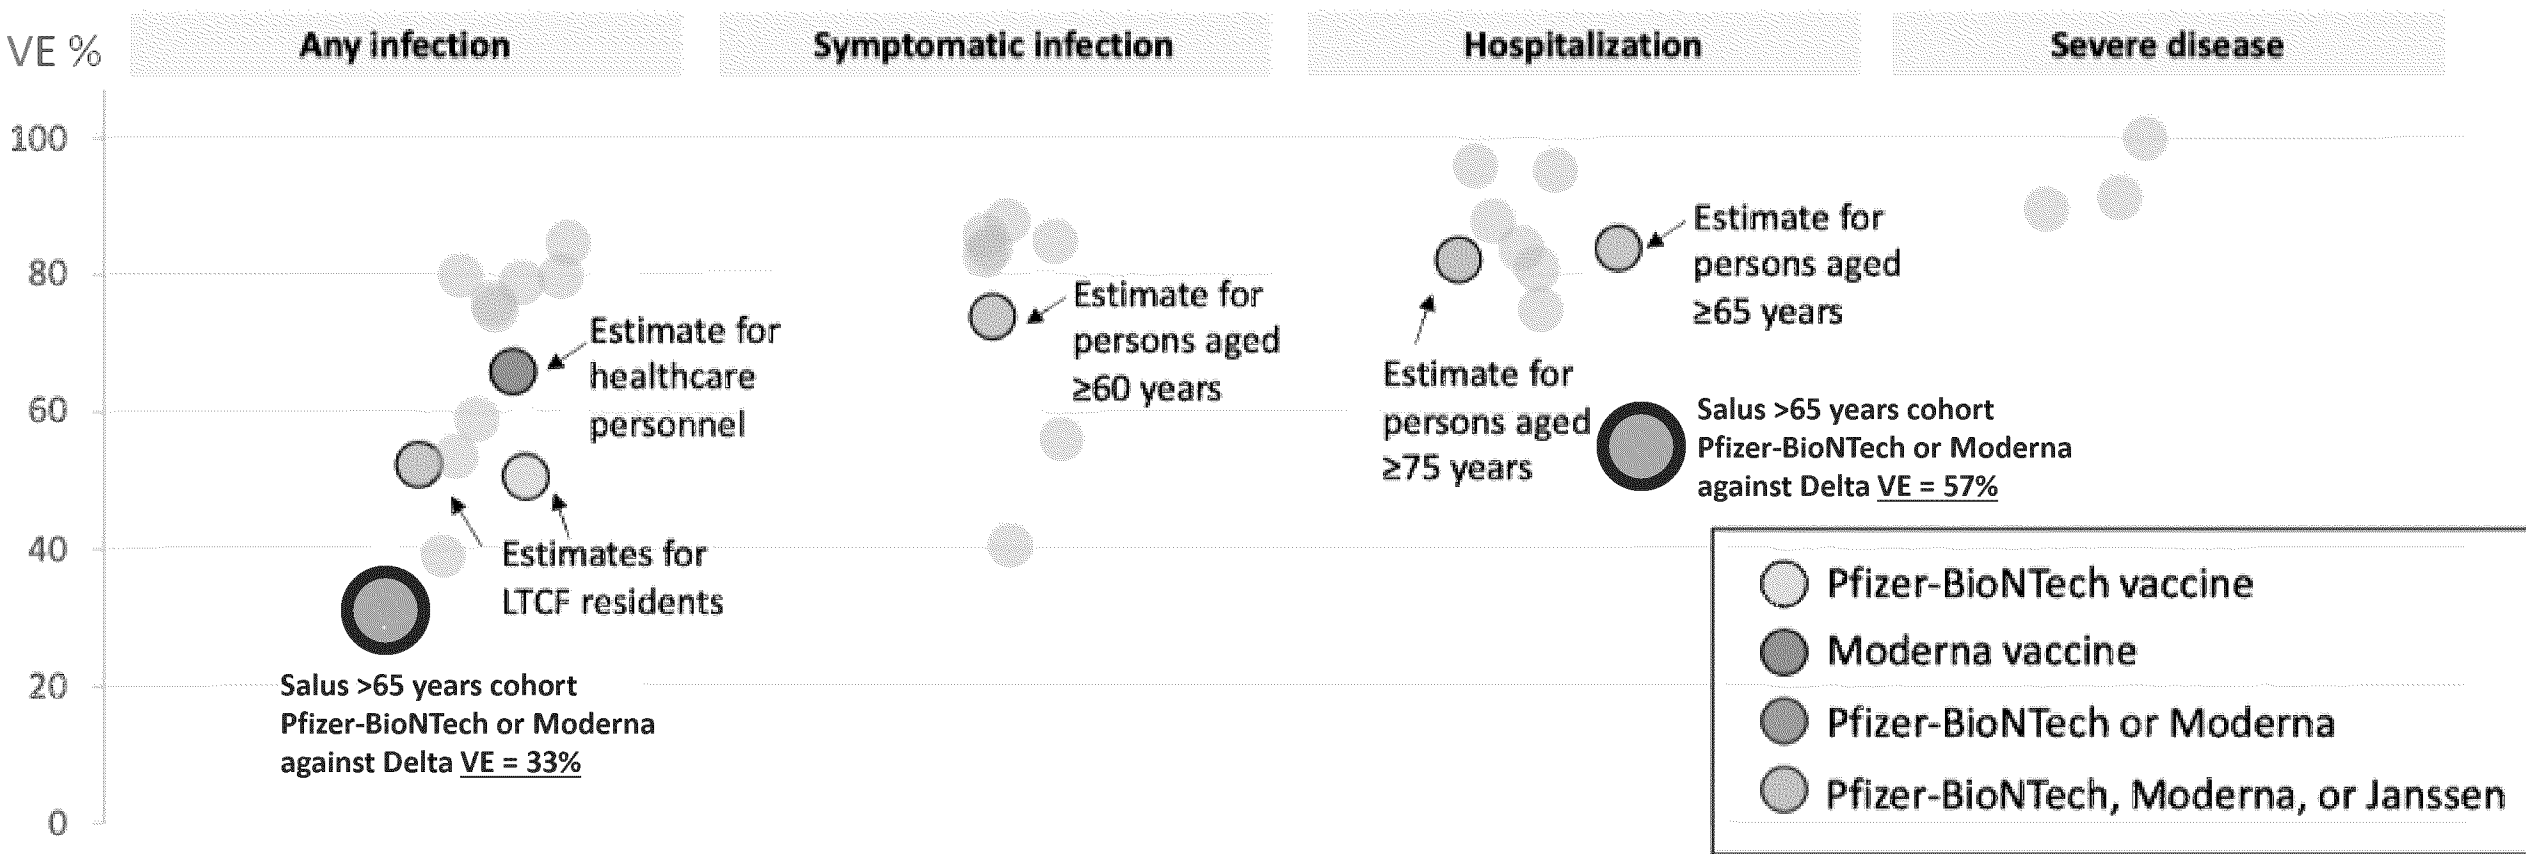 VE %
Any infection
Symptomatic infection
Hospitalization
Severe disease
100
80
60
40
20
0
Estimate for
healthcare
personnel
Estimates for
LTCF residents
Salus >65 years cohort
Pfizer-BioNTech or Moderna
against Delta VE = 33%
Estimate for
persons aged
≥60 years
Estimate for
persons aged
≥75 years
Estimate for
persons aged
≥65 years
Salus >65 years cohort
Pfizer-BioNTech or Moderna
against Delta VE = 57%
Pfizer-BioNTech vaccine
Moderna vaccine
Pfizer-BioNTech or Moderna
Pfizer-BioNTech, Moderna, or Janssen